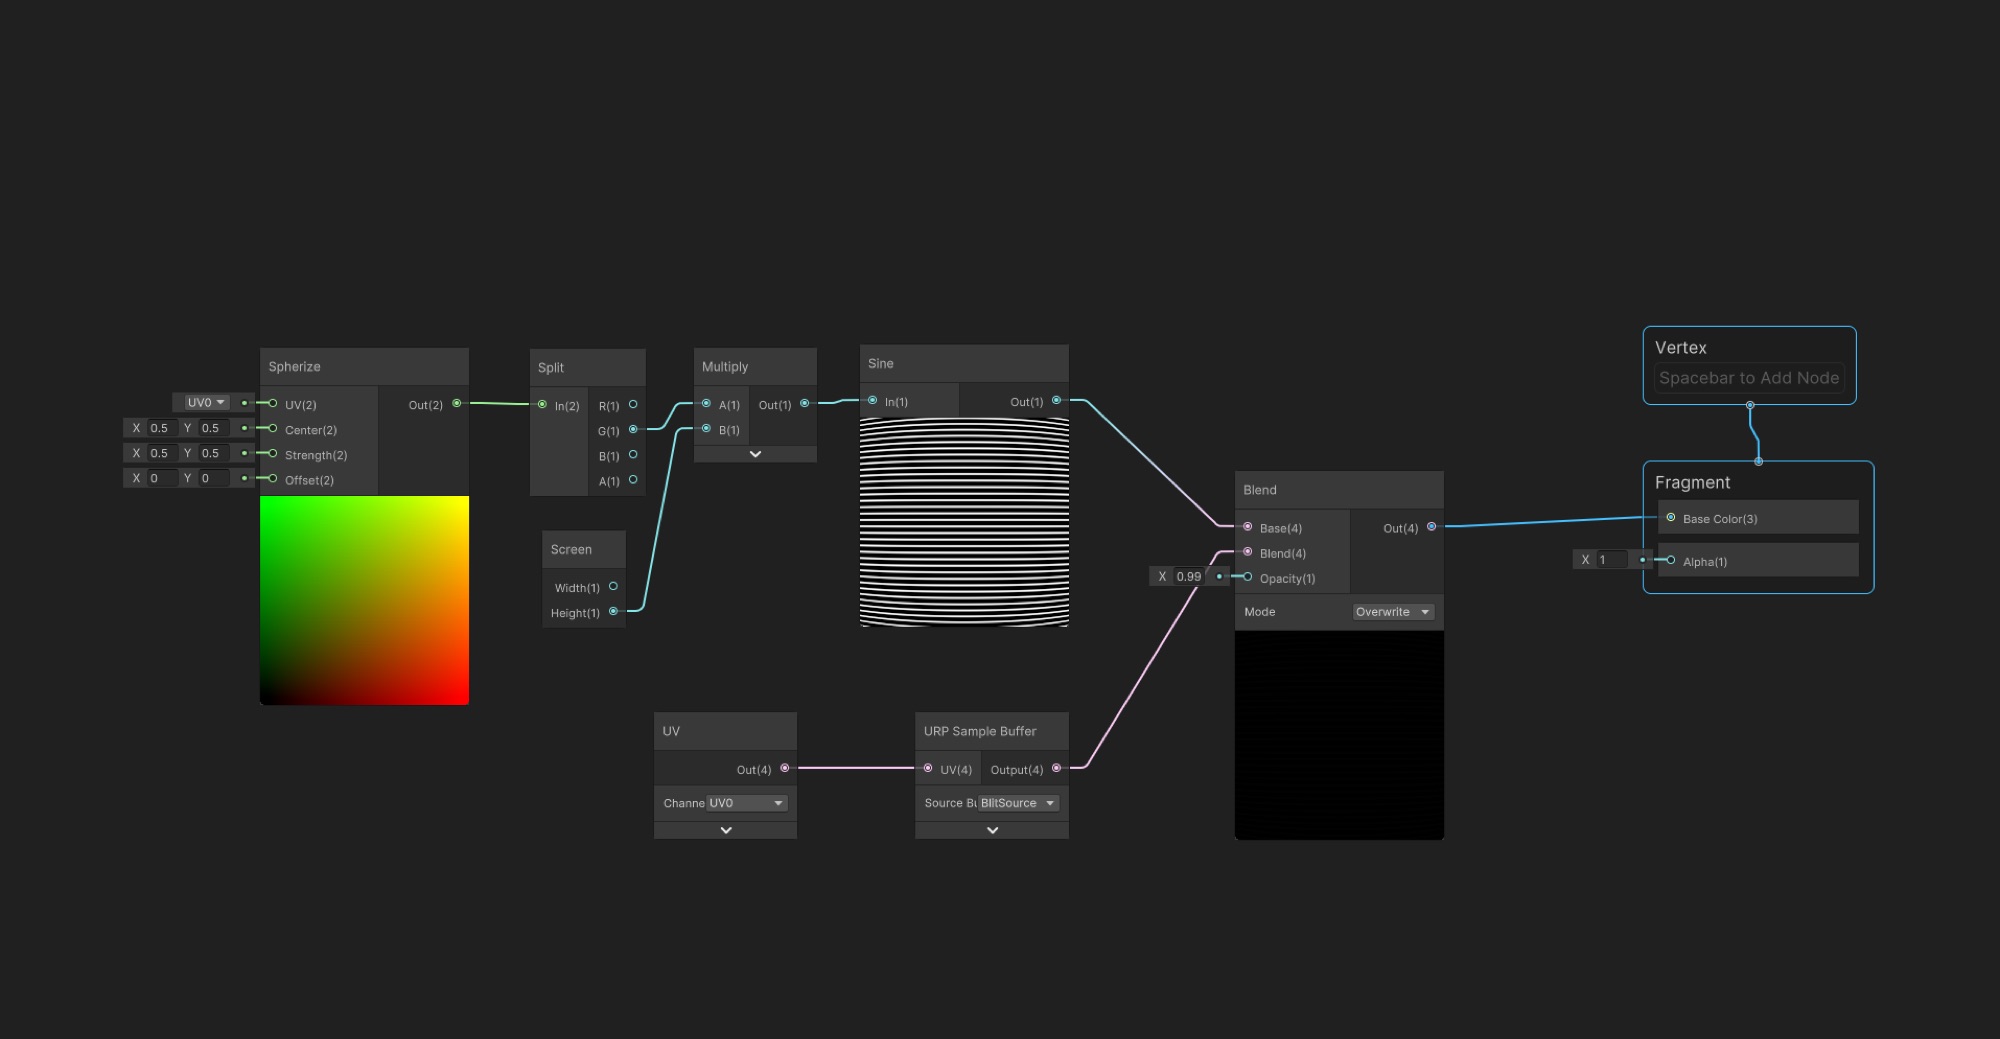 Spherize
UV0
UV(2)
Out(2)
X 0.5 Y 0.5
Center(2)
X 0.5 Y 0.5
Strength(2)
X 0 Y 0
Offset(2)
Split
In(2)
R(1)
G(1)
B(1)
A(1)
Screen
Width(1)
Height(1)
Multiply
A(1)
Out(1)
B(1)
Sine
In(1)
Out(1)
UV
Out(4)
Channe UV0
URP Sample Buffer
UV(4)
Output(4)
Source Bu BlitSource
Blend
Base(4)
Out(4)
Blend(4)
X 0.99
Opacity(1)
Mode
Overwrite
Vertex
Spacebar to Add Node
Fragment
Base Color(3)
X 1
Alpha(1)